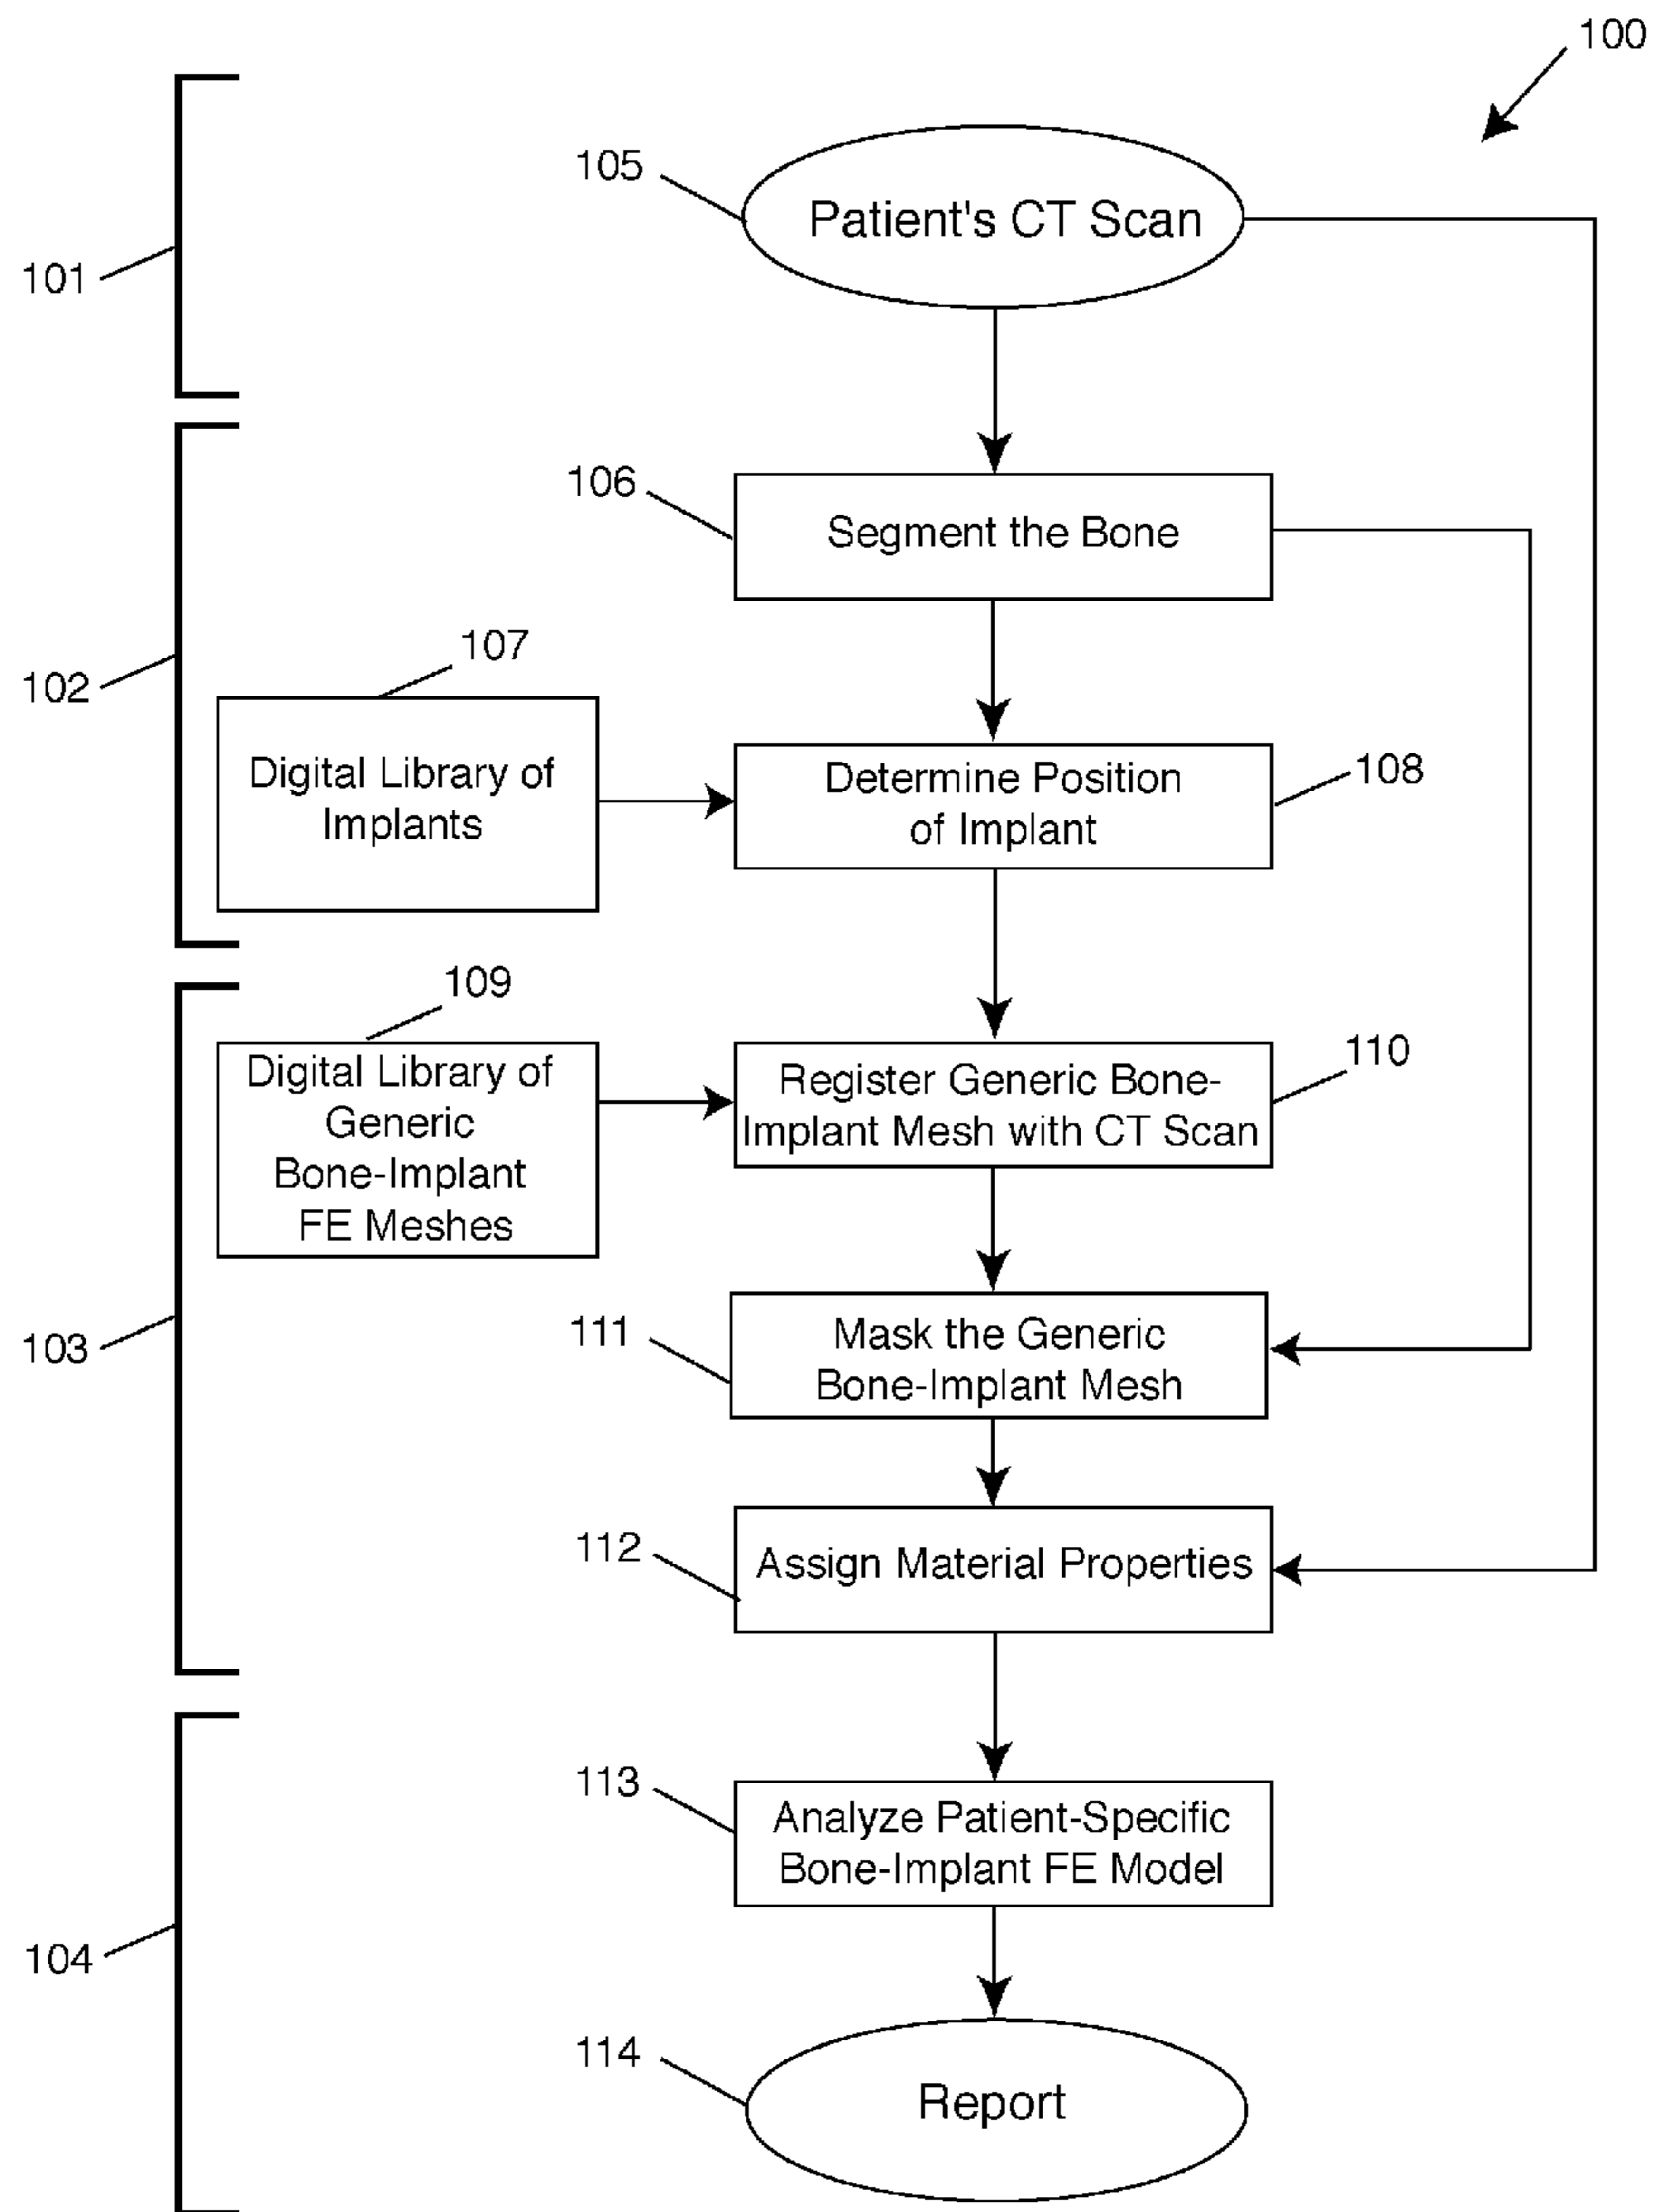 100
105
Patient's CT Scan
101
106
Segment the Bone
107
102
Digital Library of
Implants
Determine Position
of Implant
108
109
Digital Library of
Generic
Bone-Implant
FE Meshes
Register Generic Bone-
Implant Mesh with CT Scan
110
103
111
Mask the Generic
Bone-Implant Mesh
112
Assign Material Properties
113
Analyze Patient-Specific
Bone-Implant FE Model
104
114
Report